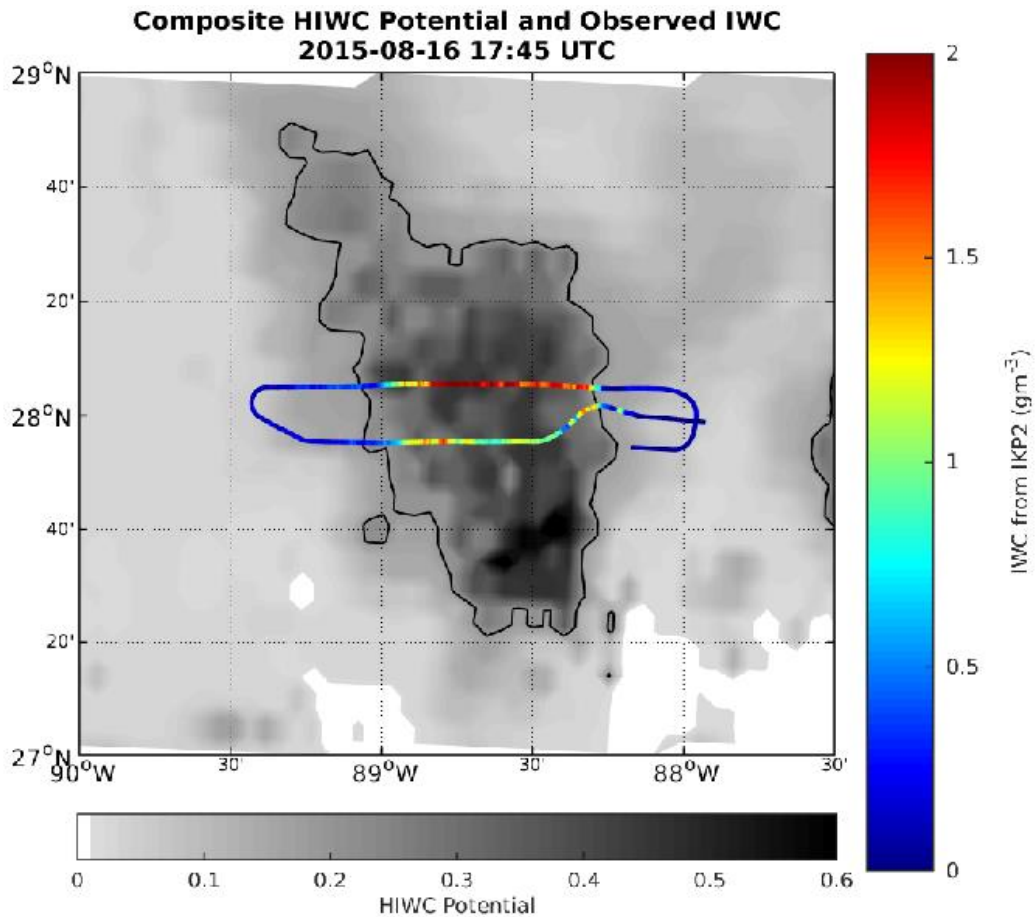 Composite HIWC Potential and Observed IWC
2015-08-16 17:45 UTC
29°N
40'
20'
28°N
40'
20'
27°N
90°W
30'
89°W
30'
88°W
30'
2
1.5
1
0.5
0
IWC from IKP2 (gm⁻³)
0
0.1
0.2
0.3
0.4
0.5
0.6
HIWC Potential